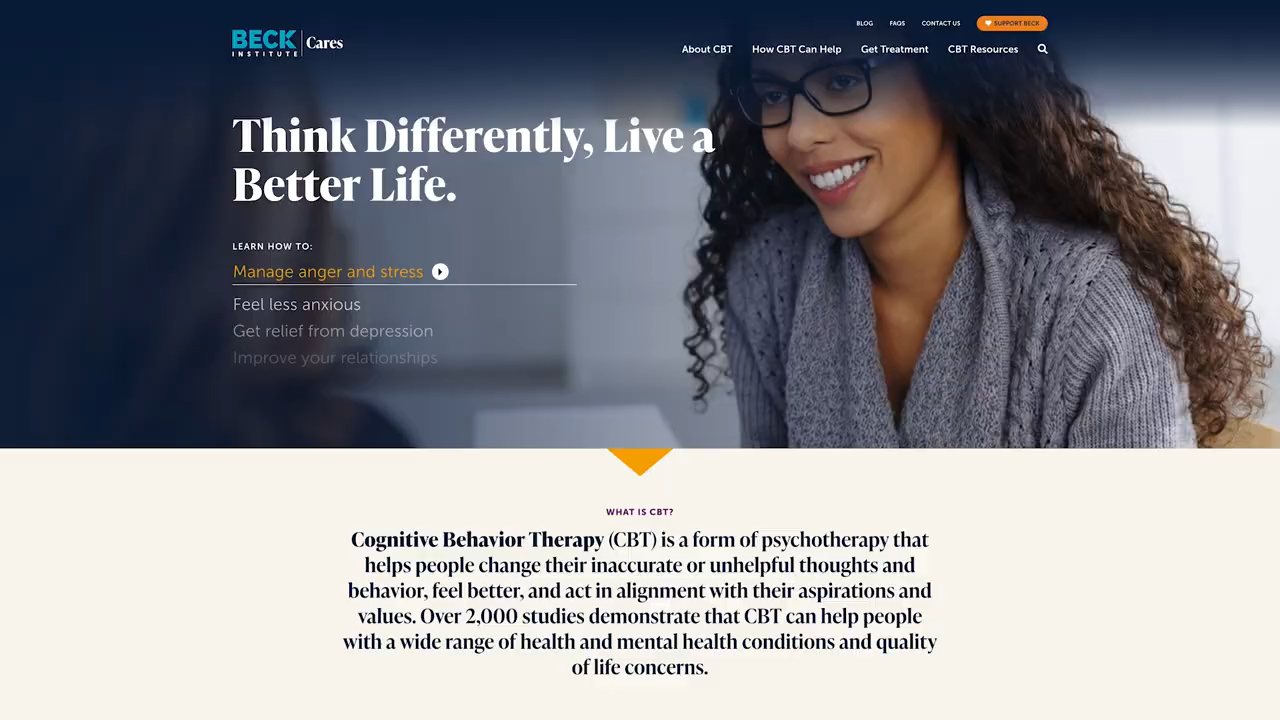 BLOG FAQS CONTACT US SUPPORT BECK
BECK INSTITUTE Cares
About CBT How CBT Can Help Get Treatment CBT Resources
Think Differently, Live a
Better Life.
LEARN HOW TO:
Manage anger and stress
Feel less anxious
Get relief from depression
Improve your relationships
WHAT IS CBT?
Cognitive Behavior Therapy (CBT) is a form of psychotherapy that
helps people change their inaccurate or unhelpful thoughts and
behavior, feel better, and act in alignment with their aspirations and
values. Over 2,000 studies demonstrate that CBT can help people
with a wide range of health and mental health conditions and quality
of life concerns.